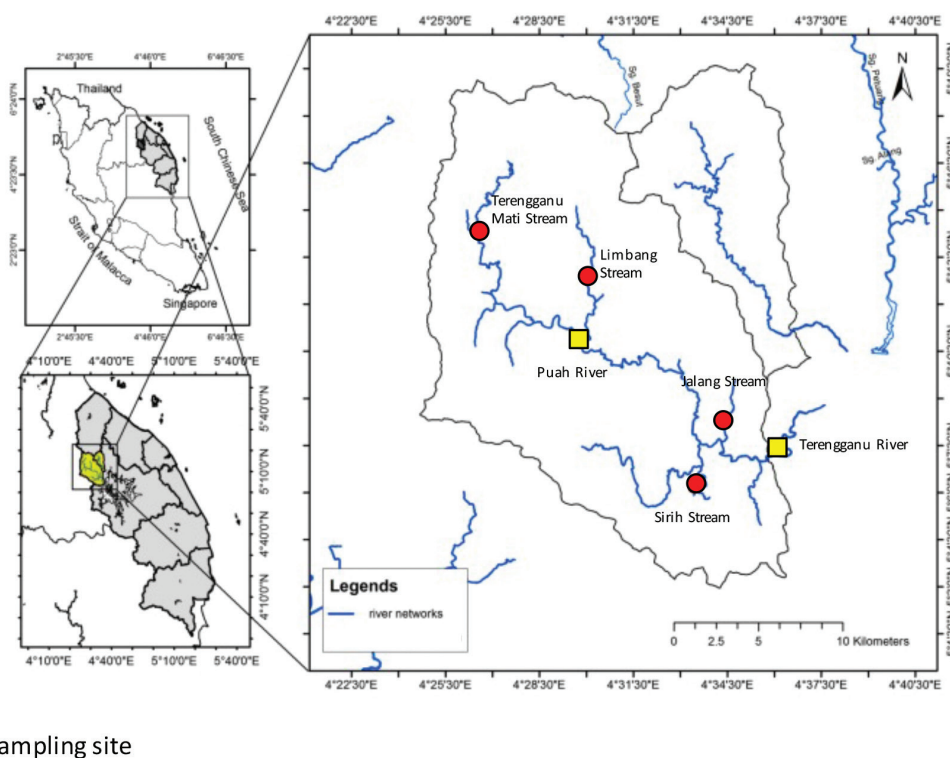 4°22'30"E 4°25'30"E 4°28'30"E 4°31'30"E 4°34'30"E 4°37'30"E 4°40'30"E
2°45'30"E 4°46'0"E 6°46'30"E
Thailand
South Chinese Sea
Strait of Malacca
Singapore
2°45'30"E 4°46'0"E 6°46'30"E
4°10'0"E 4°40'0"E 5°10'0"E 5°40'0"E
5°40'0"N
5°10'0"N
4°40'0"N
4°10'0"N
4°10'0"E 4°40'0"E 5°10'0"E 5°40'0"E
N
Sg. Besut
Sg. Petuang
Terengganu
Mati Stream
Limbang
Stream
Puah River
Jalang Stream
Terengganu River
Sirih Stream
Legends
river networks
0 2.5 5 10 Kilometers
4°22'30"E 4°25'30"E 4°28'30"E 4°31'30"E 4°34'30"E 4°37'30"E 4°40'30"E
ampling site